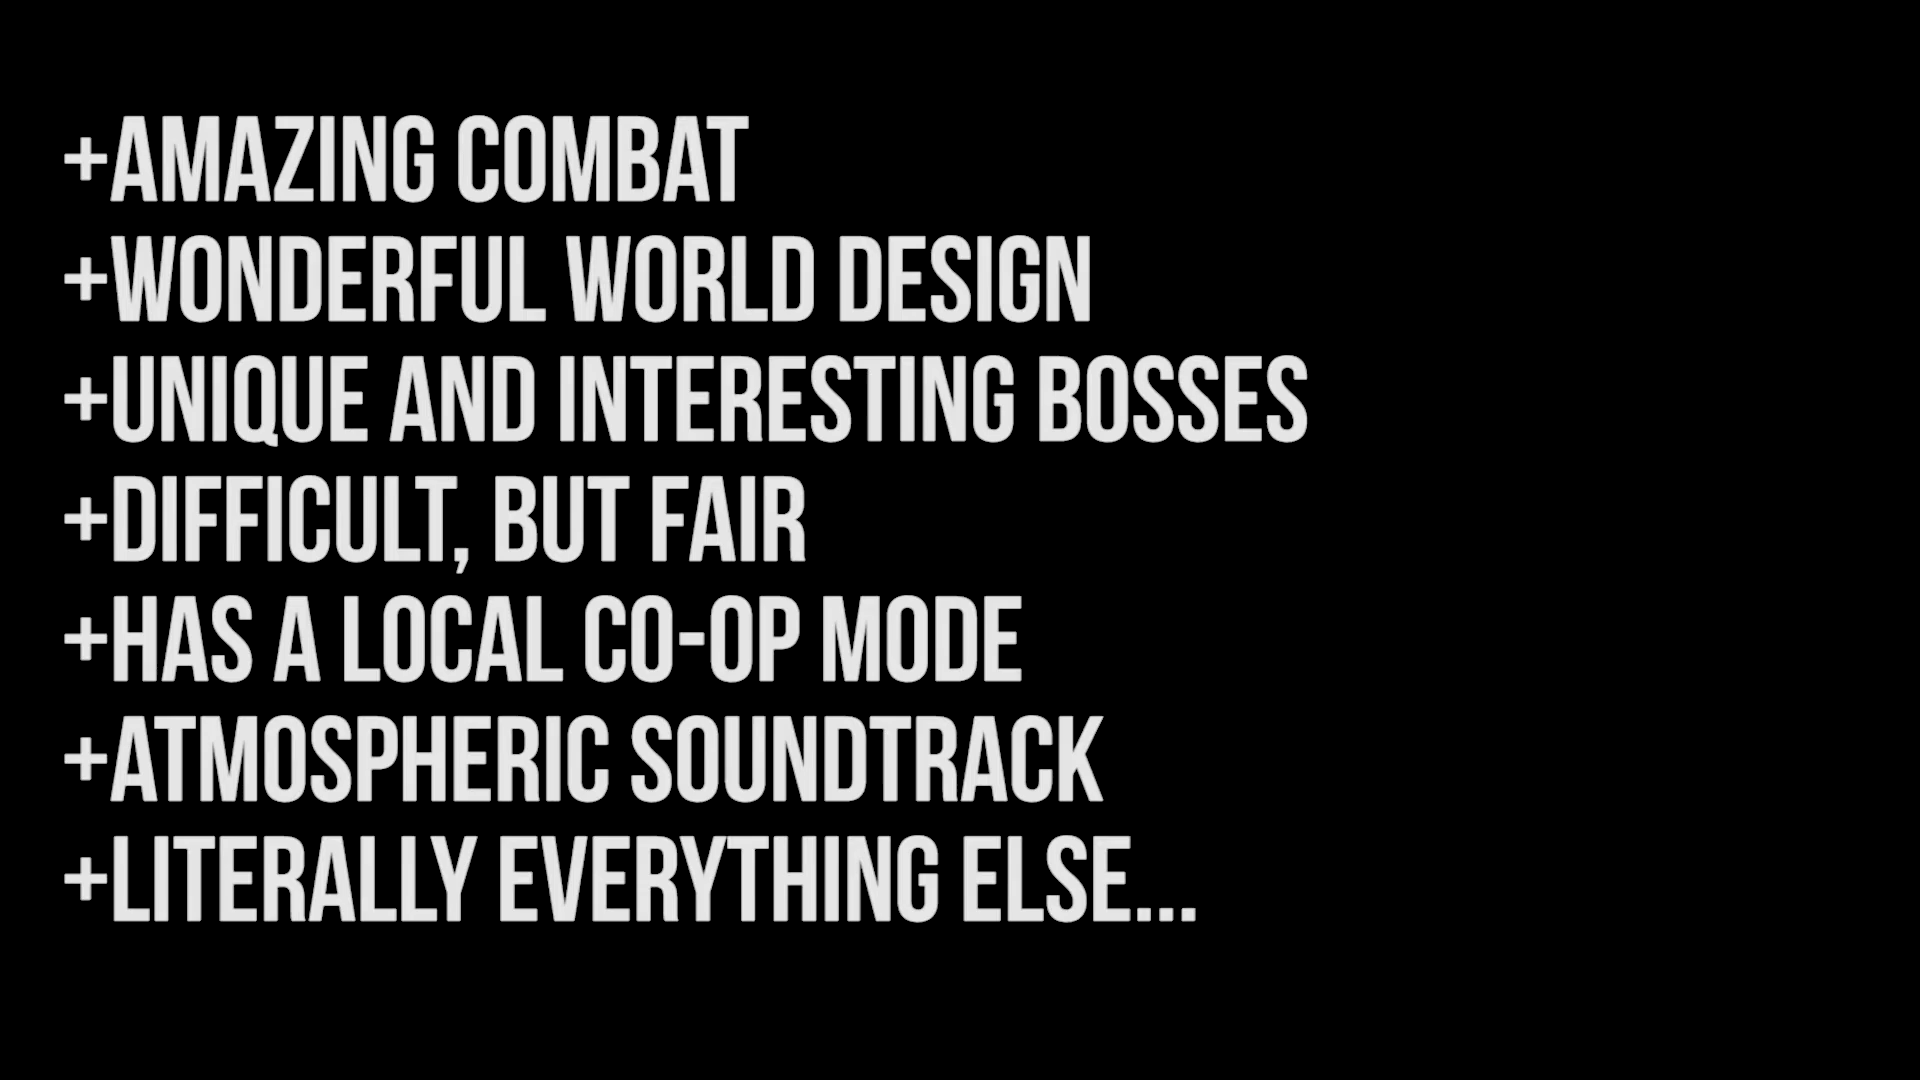 +AMAZING COMBAT
+WONDERFUL WORLD DESIGN
+UNIQUE AND INTERESTING BOSSES
+DIFFICULT, BUT FAIR
+HAS A LOCAL CO-OP MODE
+ATMOSPHERIC SOUNDTRACK
+LITERALLY EVERYTHING ELSE...